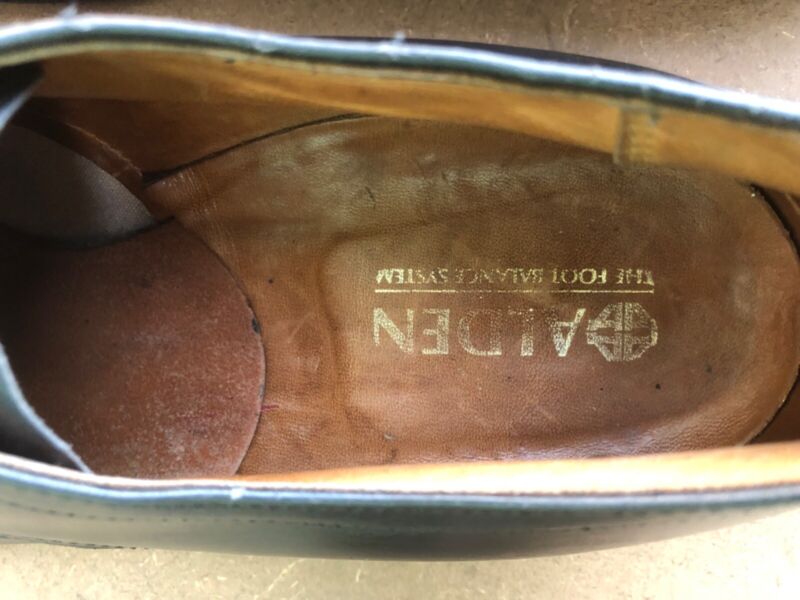 ALDEN
THE FOOT BALANCE SYSTEM